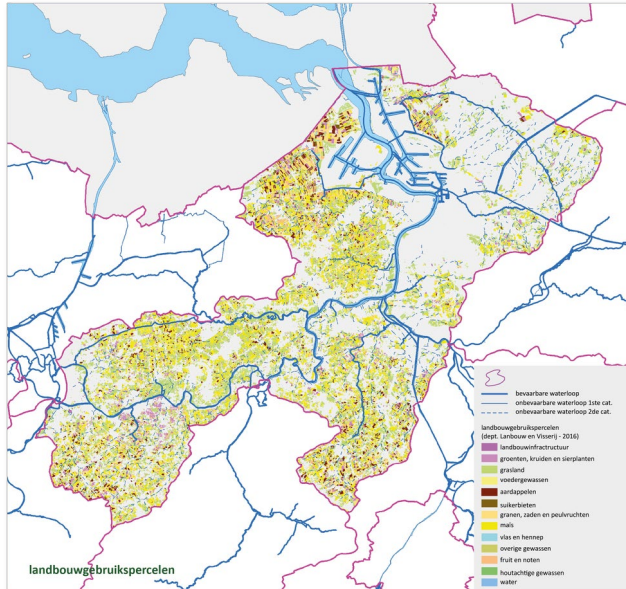 bevaarbare waterloop
onbevaarbare waterloop 1ste cat.
onbevaarbare waterloop 2de cat.
landbouwgebruikspercelen
(dept. Lanbouw en Visserij - 2016)
landbouwinfractructuur
groenten, kruiden en sierplanten
grasland
voedergewassen
aardappelen
suikerbieten
granen, zaden en peulvruchten
maïs
vlas en hennep
overige gewassen
fruit en noten
houtachtige gewassen
water
landbouwgebruikspercelen